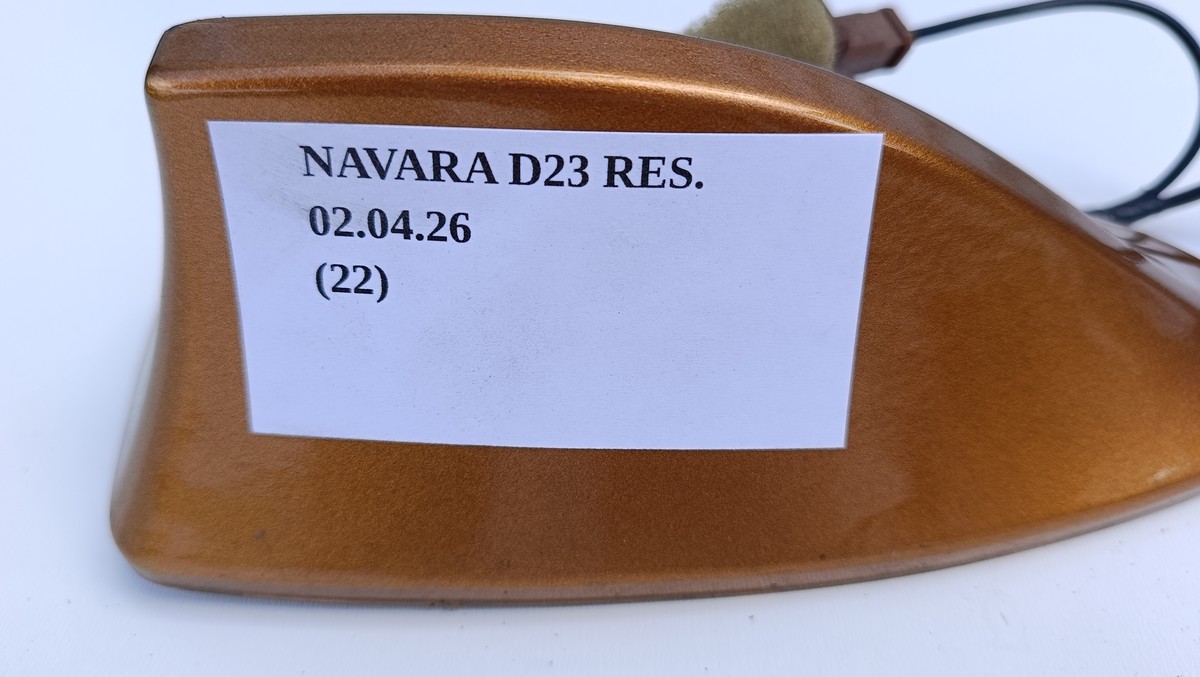 NAVARA D23 RES.
02.04.26
(22)